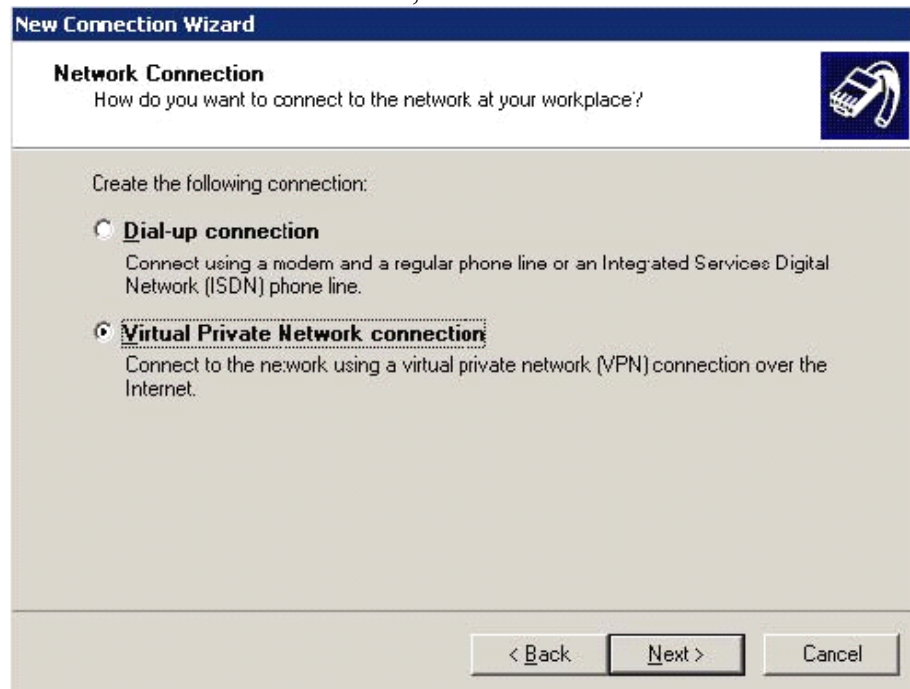 New Connection Wizard
Network Connection
How do you want to connect to the network at your workplace?
Create the following connection:
Dial-up connection
Connect using a modem and a regular phone line or an Integrated Services Digital
Network (ISDN) phone line.
Virtual Private Network connection
Connect to the network using a virtual private network (VPN) connection over the
Internet.
< Back
Next >
Cancel